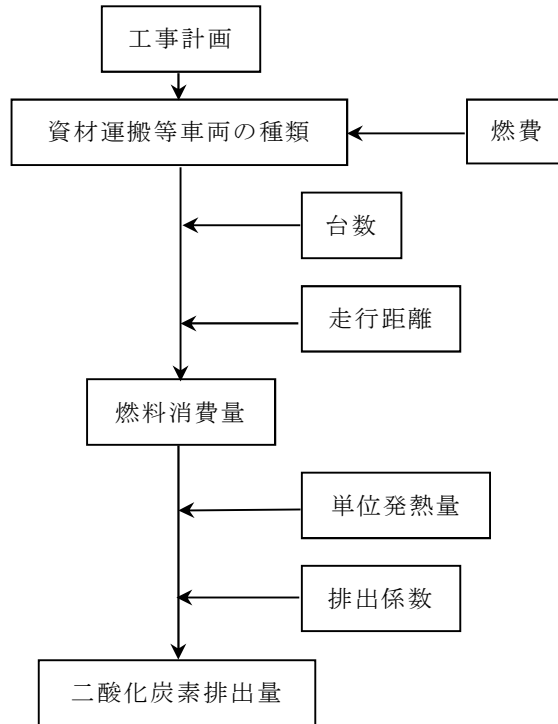 工事計画
資材運搬等車両の種類
燃費
台数
走行距離
燃料消費量
単位発熱量
排出係数
二酸化炭素排出量